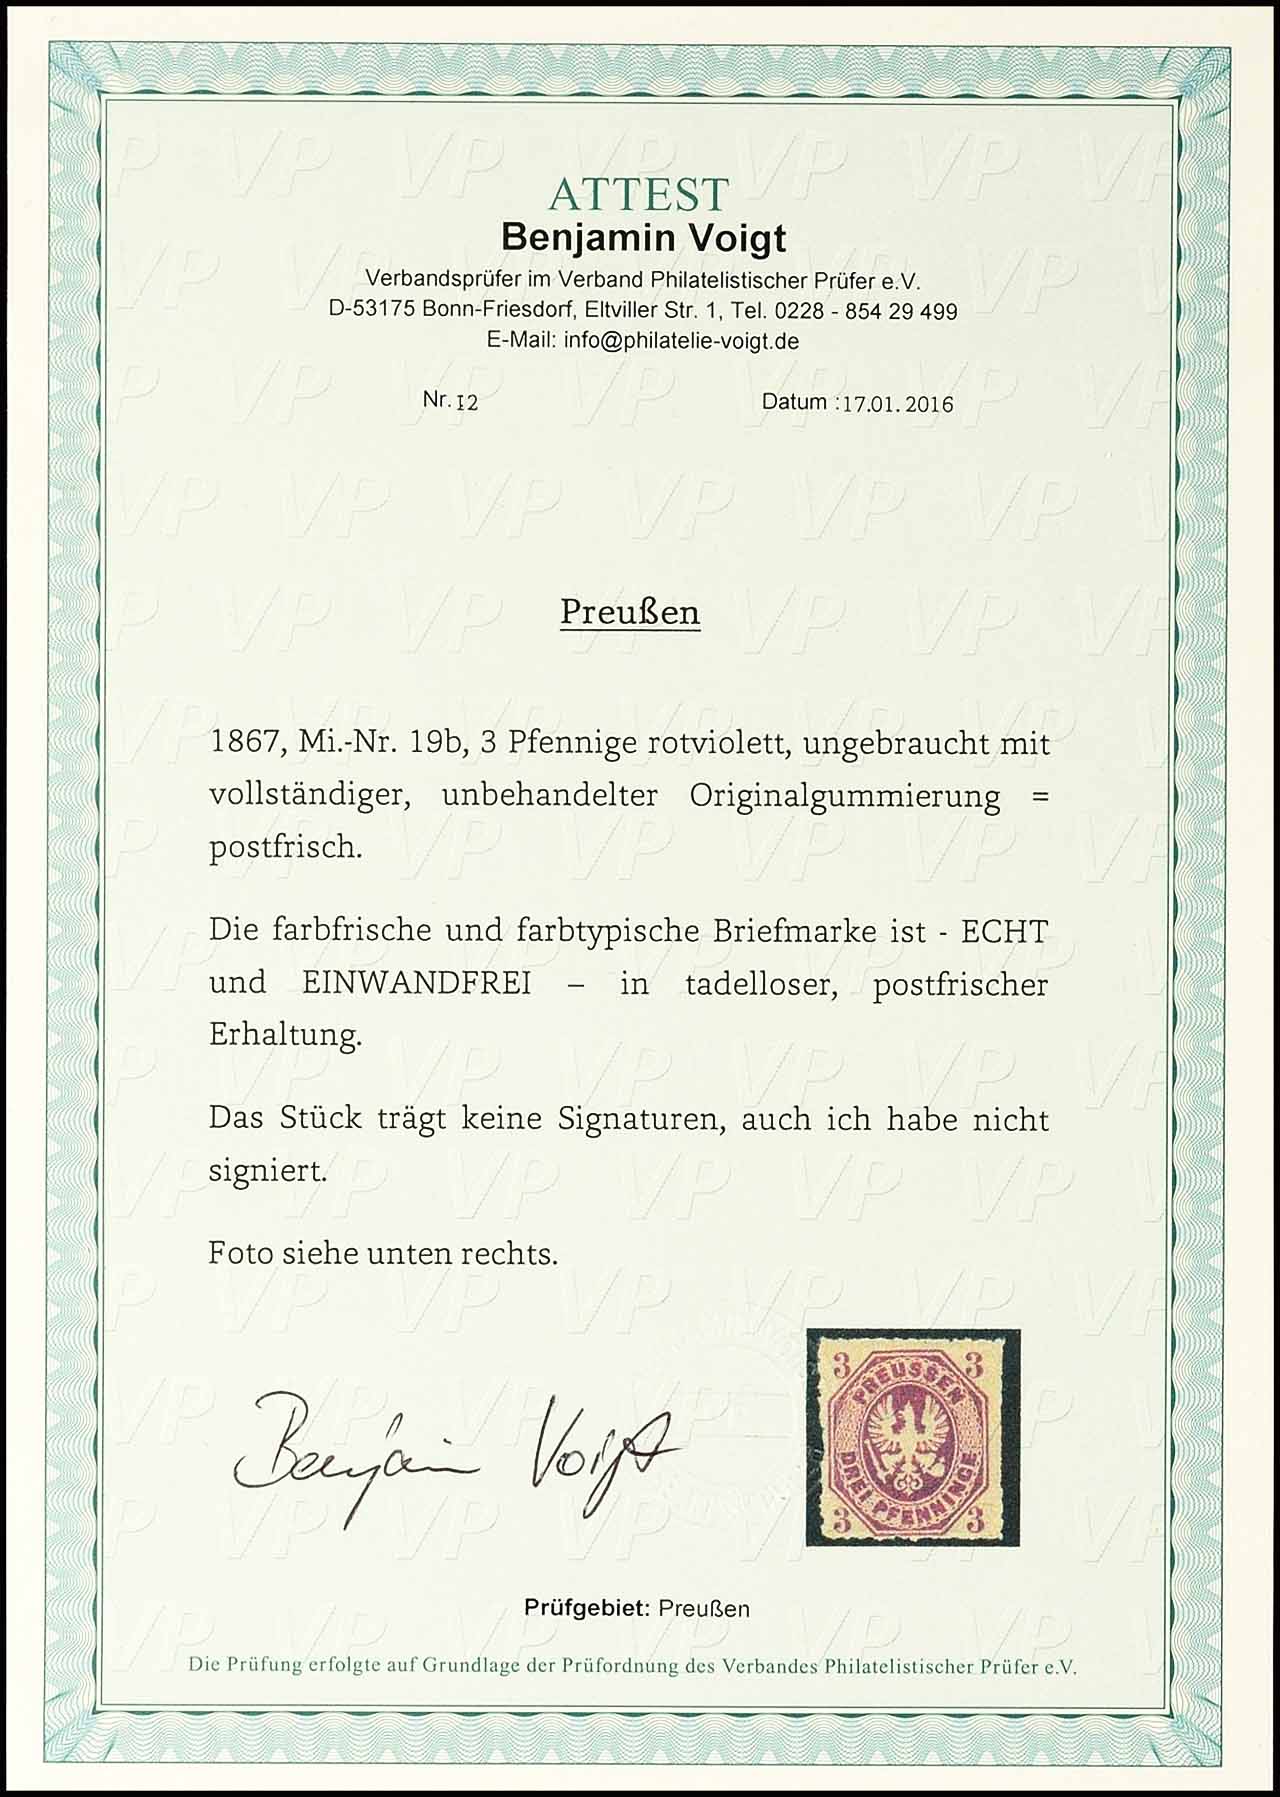 ATTEST
Benjamin Voigt
Verbandsprüfer im Verband Philatelistischer Prüfer e.V.
D-53175 Bonn-Friesdorf, Eltviller Str. 1, Tel. 0228 - 854 29 499
E-Mail: info@philatelie-voigt.de
Nr. 12 Datum :17.01.2016
Preußen
1867, Mi.-Nr. 19b, 3 Pfennige rotviolett, ungebraucht mit
vollständiger, unbehandelter Originalgummierung =
postfrisch.
Die farbfrische und farbtypische Briefmarke ist - ECHT
und EINWANDFREI – in tadelloser, postfrischer
Erhaltung.
Das Stück trägt keine Signaturen, auch ich habe nicht
signiert.
Foto siehe unten rechts.
3 3
PREUSSEN
DREI PFENNINGE
3 3
Benjamin Voigt
Prüfgebiet: Preußen
Die Prüfung erfolgte auf Grundlage der Prüfordnung des Verbandes Philatelistischer Prüfer e.V.